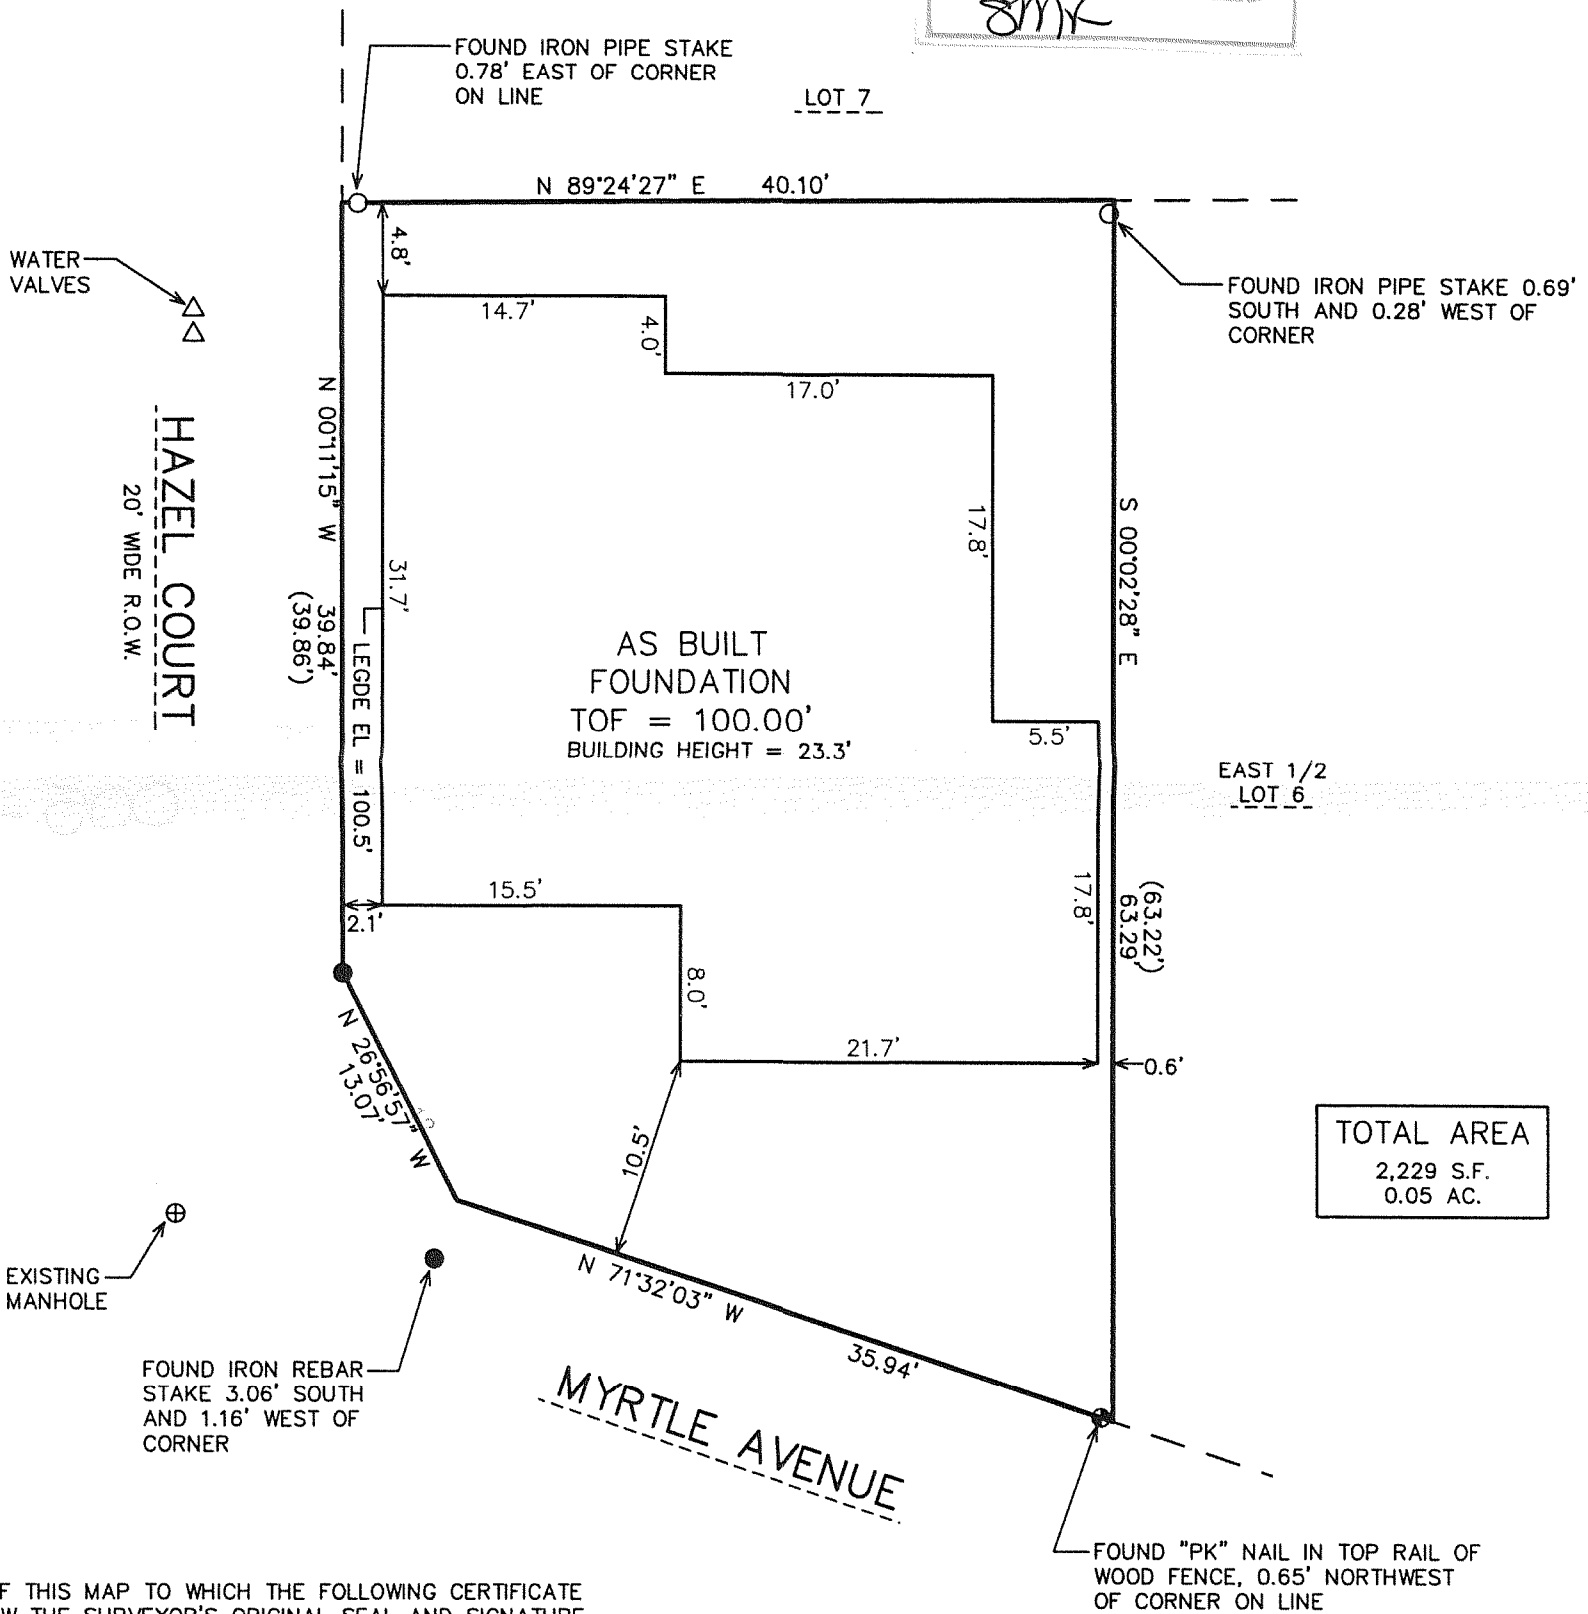 SMK
FOUND IRON PIPE STAKE
0.78' EAST OF CORNER
ON LINE
LOT 7
N 89°24'27" E 40.10'
WATER
VALVES
4.8'
14.7'
4.0'
17.0'
FOUND IRON PIPE STAKE 0.69'
SOUTH AND 0.28' WEST OF
CORNER
HAZEL COURT
20' WIDE R.O.W.
N 00°11'15" W
39.84'
(39.86')
31.7'
LEGDE EL = 100.5'
17.8'
S 00°02'28" E
AS BUILT
FOUNDATION
TOF = 100.00'
BUILDING HEIGHT = 23.3'
5.5'
EAST 1/2
LOT 6
15.5'
2.1'
8.0'
17.8'
(63.22')
63.29'
21.7'
0.6'
N 26°56'57" W
13.07'
10.5'
TOTAL AREA
2,229 S.F.
0.05 AC.
EXISTING
MANHOLE
N 71°32'03" W
35.94'
FOUND IRON REBAR
STAKE 3.06' SOUTH
AND 1.16' WEST OF
CORNER
MYRTLE AVENUE
FOUND "PK" NAIL IN TOP RAIL OF
WOOD FENCE, 0.65' NORTHWEST
OF CORNER ON LINE
F THIS MAP TO WHICH THE FOLLOWING CERTIFICATE
W THE SURVEYOR'S ORIGINAL SEAL AND SIGNATURE